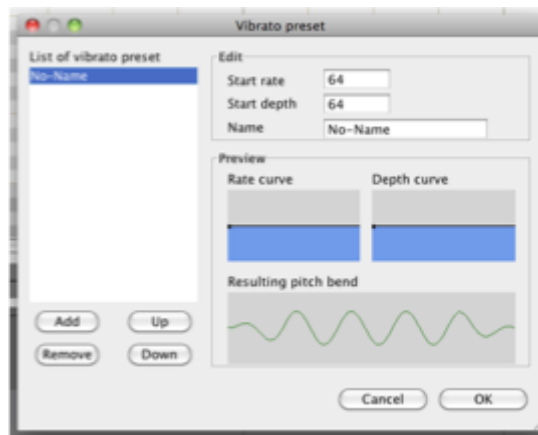 Vibrato preset
List of vibrato preset
No-Name
Add
Up
Remove
Down
Edit
Start rate
64
Start depth
64
Name
No-Name
Preview
Rate curve
Depth curve
Resulting pitch bend
Cancel
OK